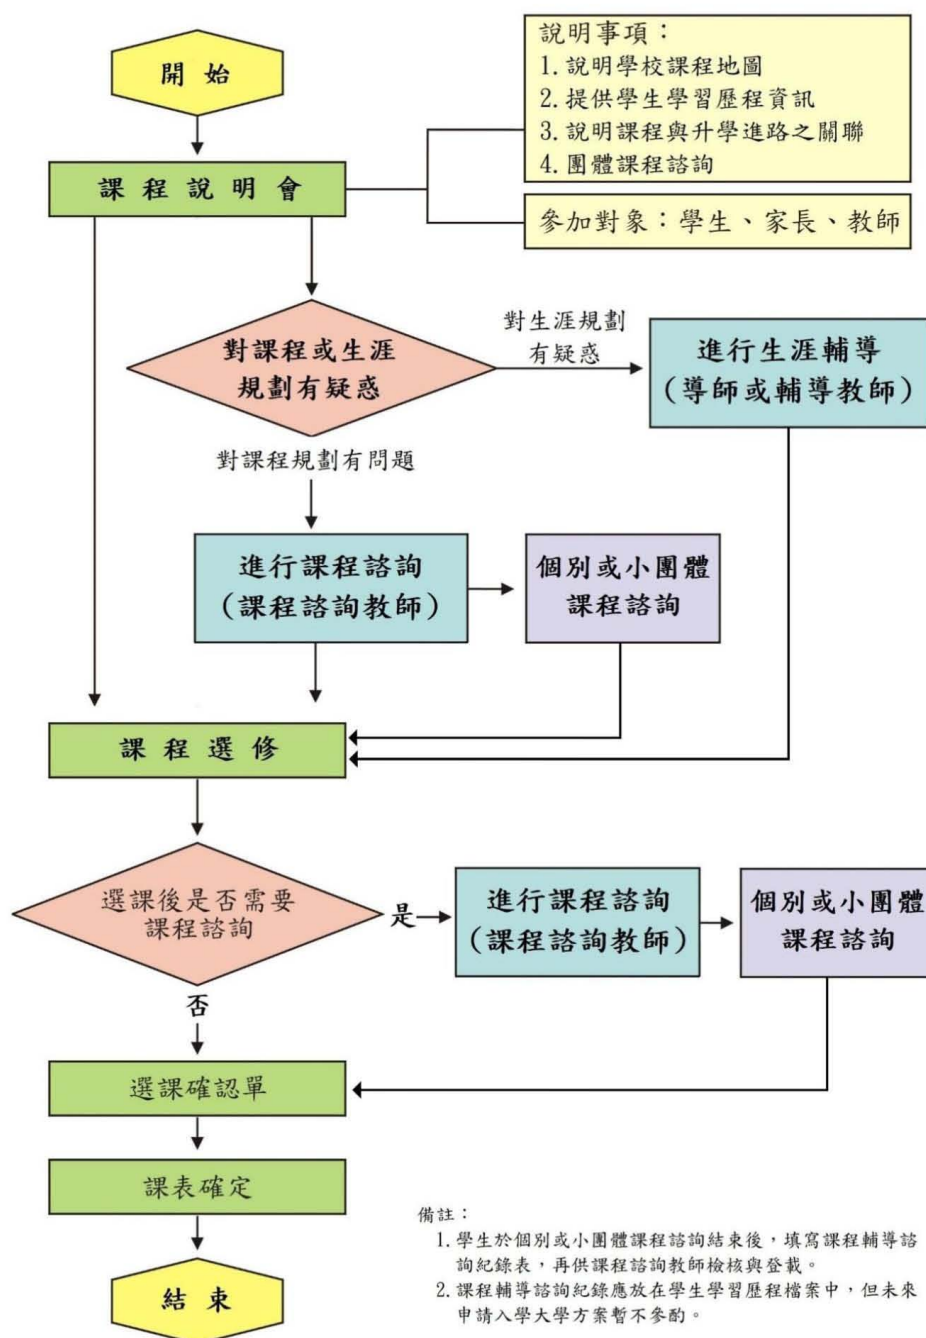 開始
說明事項：
1. 說明學校課程地圖
2. 提供學生學習歷程資訊
3. 說明課程與升學進路之關聯
4. 團體課程諮詢
課程說明會
參加對象：學生、家長、教師
對課程或生涯
規劃有疑惑
對生涯規劃
有疑惑
進行生涯輔導
(導師或輔導教師)
對課程規劃有問題
進行課程諮詢
(課程諮詢教師)
個別或小團體
課程諮詢
課程選修
選課後是否需要
課程諮詢
是
進行課程諮詢
(課程諮詢教師)
個別或小團體
課程諮詢
否
選課確認單
課表確定
結束
備註：
1. 學生於個別或小團體課程諮詢結束後，填寫課程輔導諮
詢紀錄表，再供課程諮詢教師檢核與登載。
2. 課程輔導諮詢紀錄應放在學生學習歷程檔案中，但未來
申請入學大學方案暫不參酌。